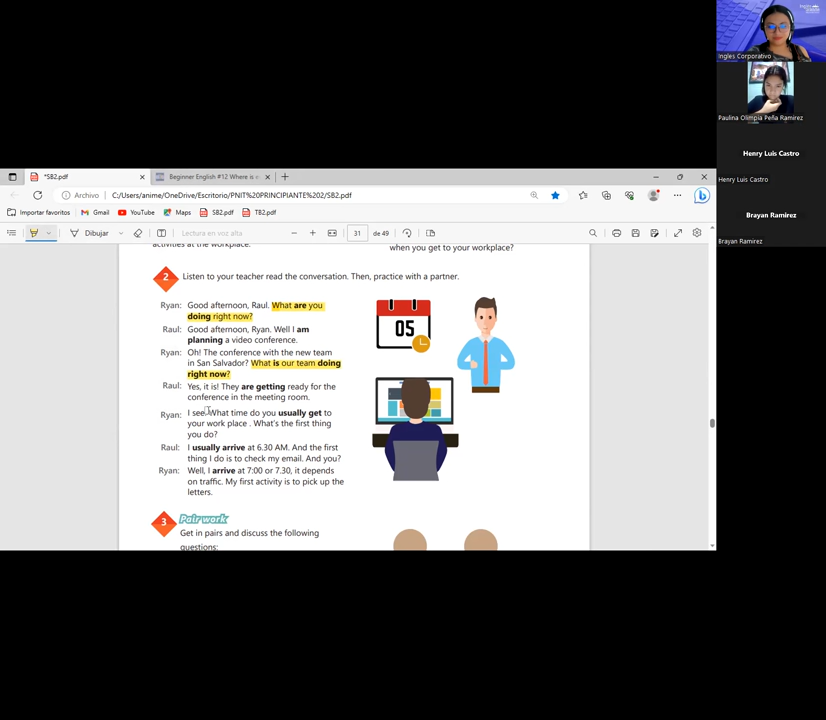 Ingles Corporativo
Paulina Olimpia Peña Ramirez
Henry Luis Castro
Henry Luis Castro
Brayan Ramirez
Brayan Ramirez
*SB2.pdf
Beginner English #12 Where is
Archivo
C:/Users/anime/OneDrive/Escritorio/PNIT%20PRINCIPIANTE%202/SB2.pdf
Importar favoritos
Gmail
YouTube
Maps
SB2.pdf
TB2.pdf
Dibujar
Lectura en voz alta
31
de 49
activities at the workplace.
when you get to your workplace?
2
Listen to your teacher read the conversation. Then, practice with a partner.
Ryan: Good afternoon, Raul. What are you
doing right now?
Raul: Good afternoon, Ryan. Well I am
planning a video conference.
Ryan: Oh! The conference with the new team
in San Salvador? What is our team doing
right now?
Raul: Yes, it is! They are getting ready for the
conference in the meeting room.
Ryan: I see What time do you usually get to
your work place . What's the first thing
you do?
Raul: I usually arrive at 6.30 AM. And the first
thing I do is to check my email. And you?
Ryan: Well, I arrive at 7:00 or 7.30, it depends
on traffic. My first activity is to pick up the
letters.
05
3
Pair work
Get in pairs and discuss the following
questions: